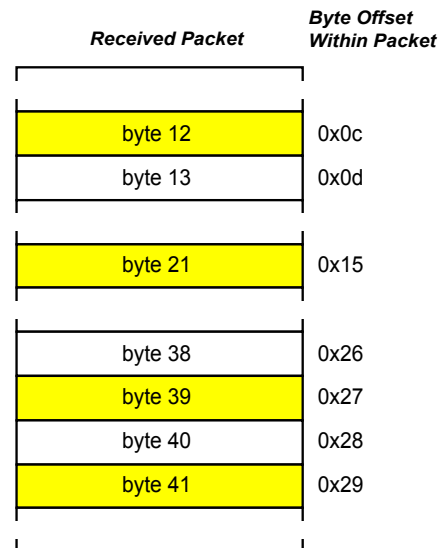 Received Packet
Byte Offset
Within Packet
byte 12 0x0c
byte 13 0x0d
byte 21 0x15
byte 38 0x26
byte 39 0x27
byte 40 0x28
byte 41 0x29